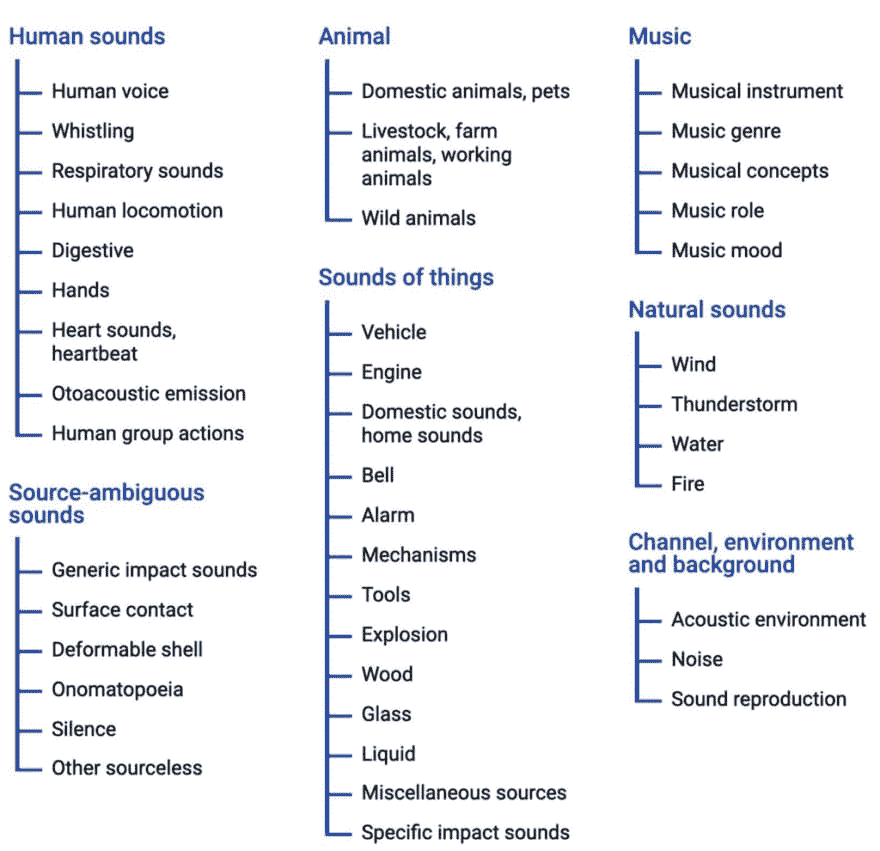 Human sounds
Human voice
Whistling
Respiratory sounds
Human locomotion
Digestive
Hands
Heart sounds,
heartbeat
Otoacoustic emission
Human group actions
Source-ambiguous
sounds
Generic impact sounds
Surface contact
Deformable shell
Onomatopoeia
Silence
Other sourceless
Animal
Domestic animals, pets
Livestock, farm
animals, working
animals
Wild animals
Sounds of things
Vehicle
Engine
Domestic sounds,
home sounds
Bell
Alarm
Mechanisms
Tools
Explosion
Wood
Glass
Liquid
Miscellaneous sources
Specific impact sounds
Music
Musical instrument
Music genre
Musical concepts
Music role
Music mood
Natural sounds
Wind
Thunderstorm
Water
Fire
Channel, environment
and background
Acoustic environment
Noise
Sound reproduction